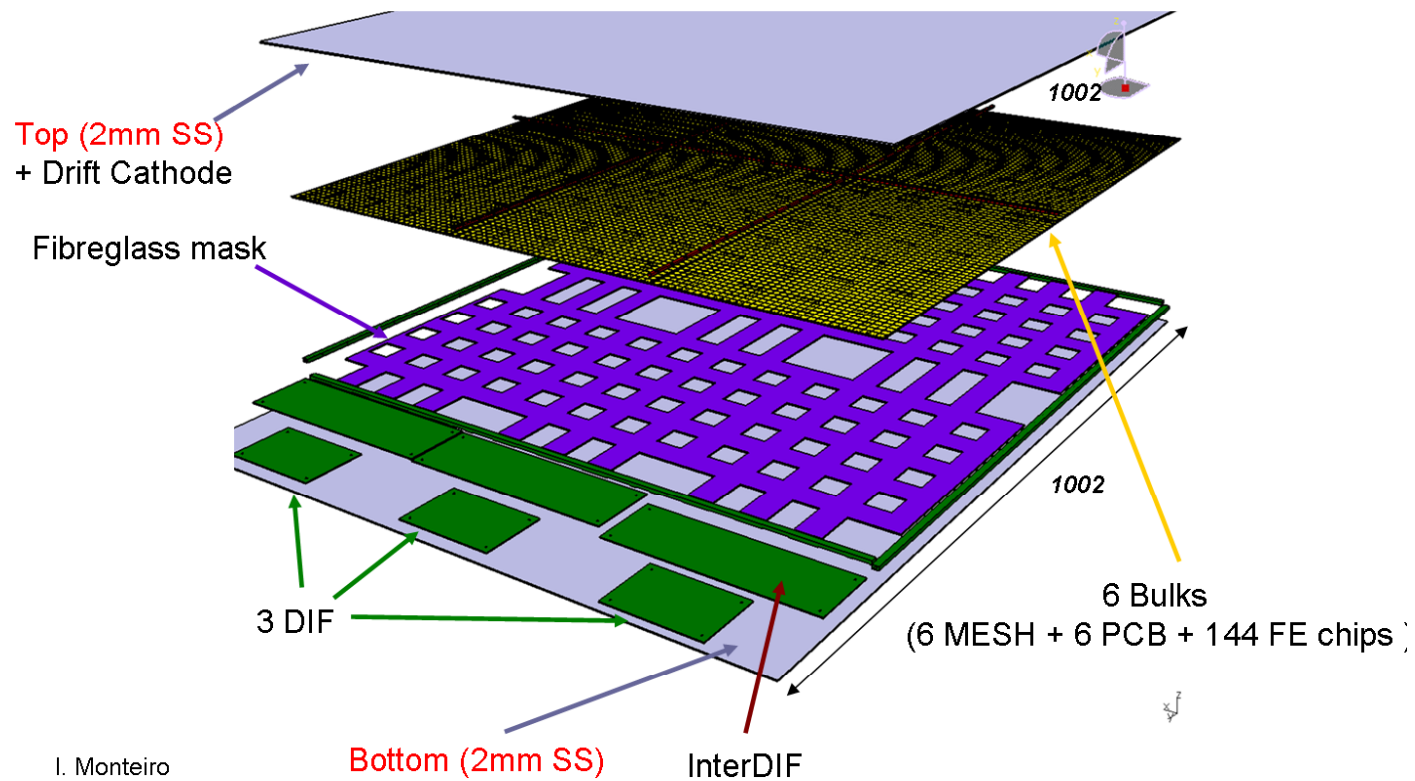 1002
Top (2mm SS)
+ Drift Cathode
Fibreglass mask
1002
3 DIF
6 Bulks
(6 MESH + 6 PCB + 144 FE chips )
Bottom (2mm SS)
InterDIF
I. Monteiro